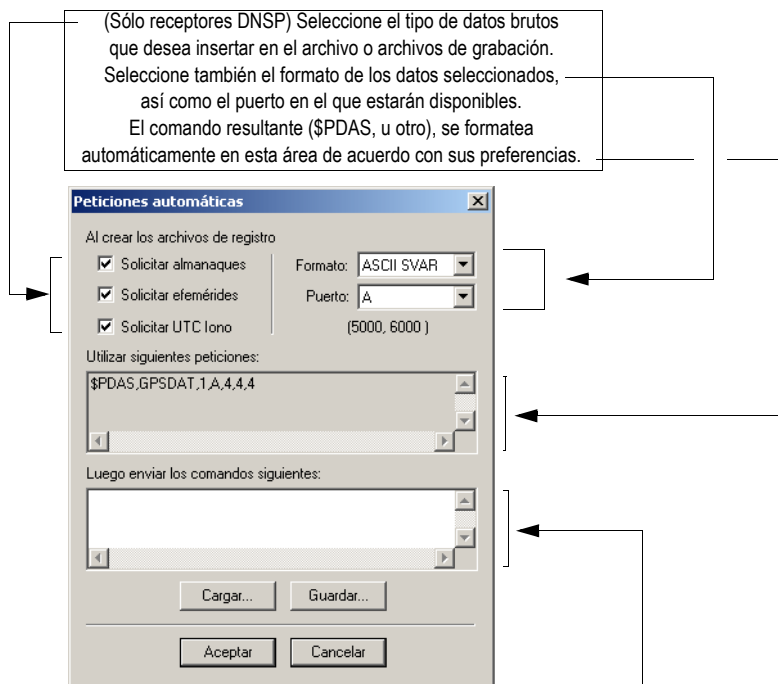 (Sólo receptores DNSP) Seleccione el tipo de datos brutos
que desea insertar en el archivo o archivos de grabación.
Seleccione también el formato de los datos seleccionados,
así como el puerto en el que estarán disponibles.
El comando resultante ($PDAS, u otro), se formatea
automáticamente en esta área de acuerdo con sus preferencias.
Peticiones automáticas
Al crear los archivos de registro
Solicitar almanaques
Formato: ASCII SVAR
Solicitar efemérides
Puerto: A
Solicitar UTC Iono
(5000, 6000 )
Utilizar siguientes peticiones:
$PDAS,GPSDAT,1,A,4,4,4
Luego enviar los comandos siguientes:
Cargar... Guardar...
Aceptar Cancelar